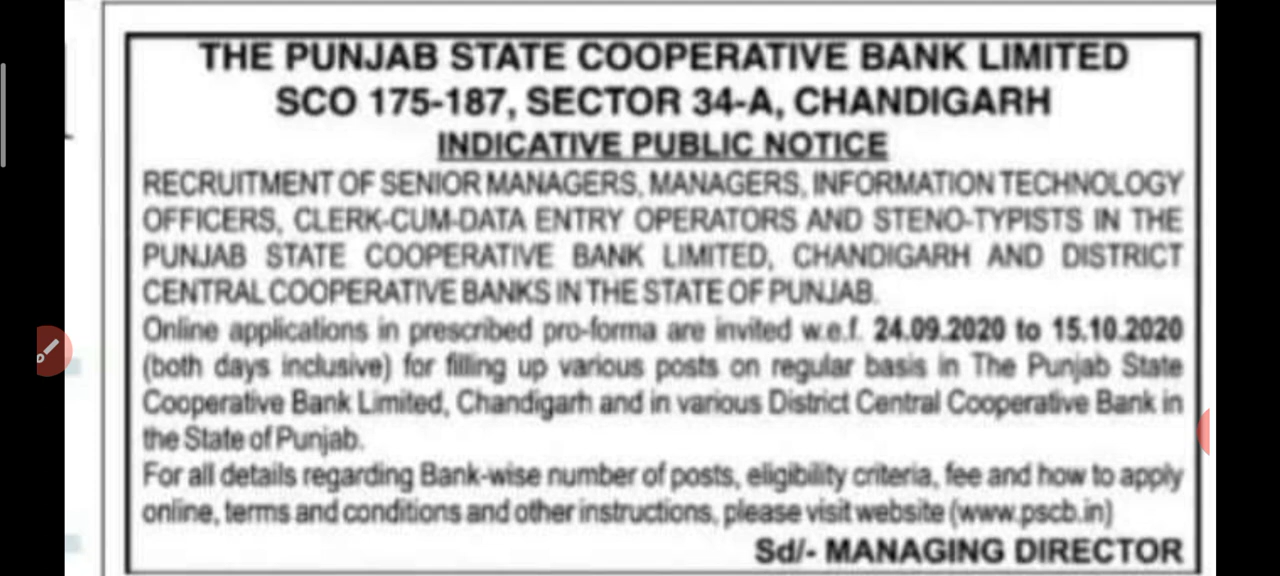 THE PUNJAB STATE COOPERATIVE BANK LIMITED
SCO 175-187, SECTOR 34-A, CHANDIGARH
INDICATIVE PUBLIC NOTICE
RECRUITMENT OF SENIOR MANAGERS, MANAGERS, INFORMATION TECHNOLOGY
OFFICERS, CLERK-CUM-DATA ENTRY OPERATORS AND STENO-TYPISTS IN THE
PUNJAB STATE COOPERATIVE BANK LIMITED, CHANDIGARH AND DISTRICT
CENTRAL COOPERATIVE BANKS IN THE STATE OF PUNJAB.
Online applications in prescribed pro-forma are invited w.e.f. 24.09.2020 to 15.10.2020
(both days inclusive) for filling up various posts on regular basis in The Punjab State
Cooperative Bank Limited, Chandigarh and in various District Central Cooperative Bank in
the State of Punjab.
For all details regarding Bank-wise number of posts, eligibility criteria, fee and how to apply
online, terms and conditions and other instructions, please visit website (www.pscb.in)
Sd/- MANAGING DIRECTOR